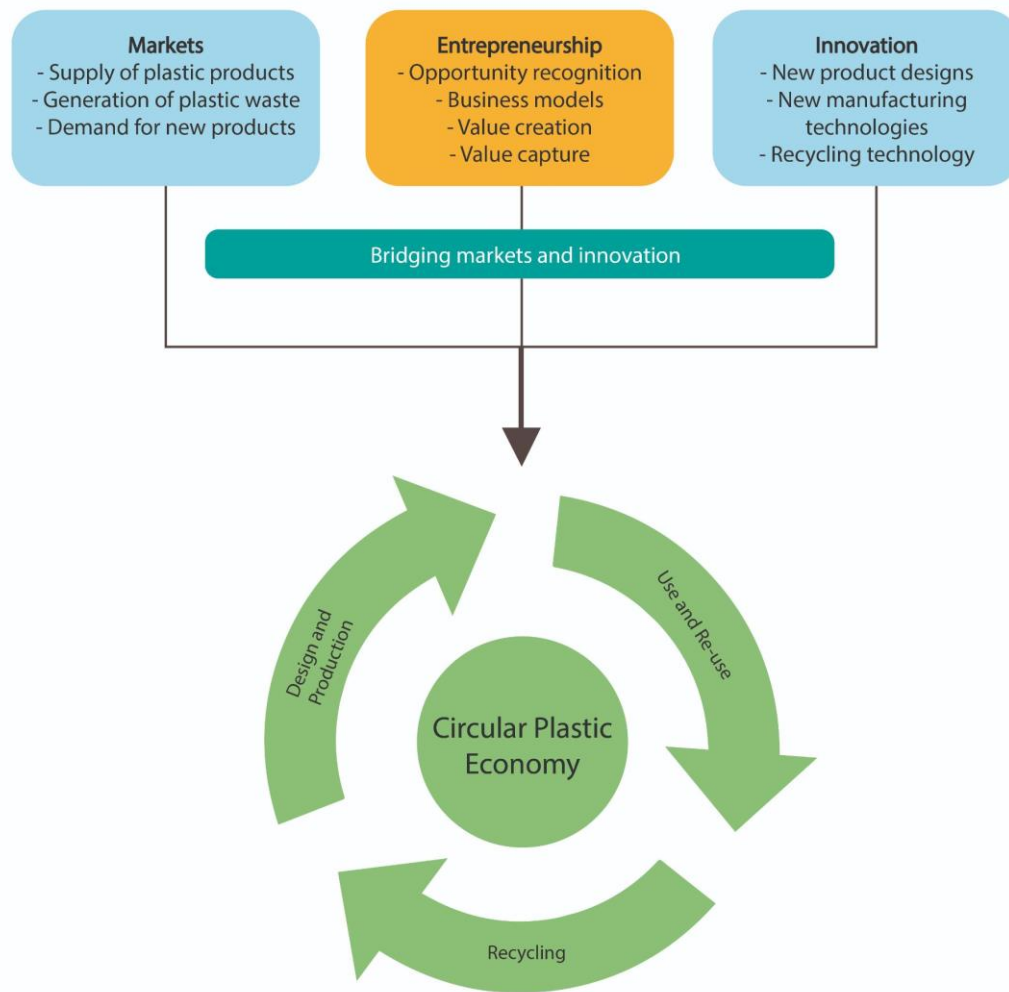 Markets
- Supply of plastic products
- Generation of plastic waste
- Demand for new products
Entrepreneurship
- Opportunity recognition
- Business models
- Value creation
- Value capture
Innovation
- New product designs
- New manufacturing
technologies
- Recycling technology
Bridging markets and innovation
Design and
Production
Use and Re-use
Circular Plastic
Economy
Recycling